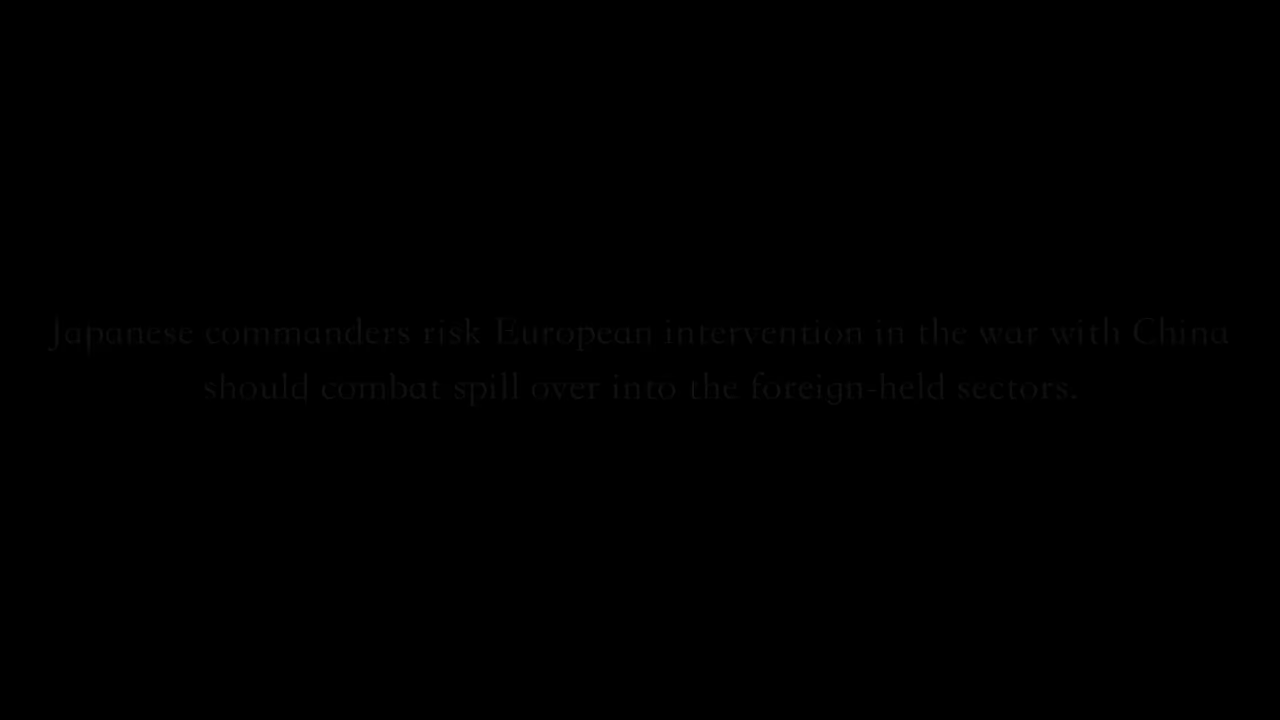 Japanese commanders risk European intervention in the war with China
should combat spill over into the foreign-held sectors.